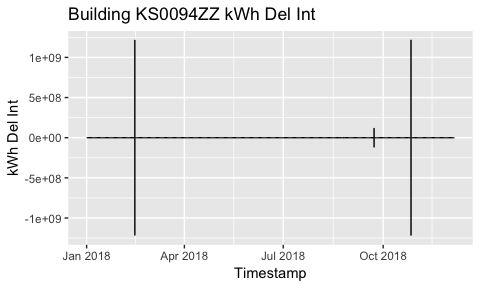 Building KS0094ZZ kWh Del Int
1e+09
5e+08
0e+00
-5e+08
-1e+09
kWh Del Int
Jan 2018 Apr 2018 Jul 2018 Oct 2018
Timestamp